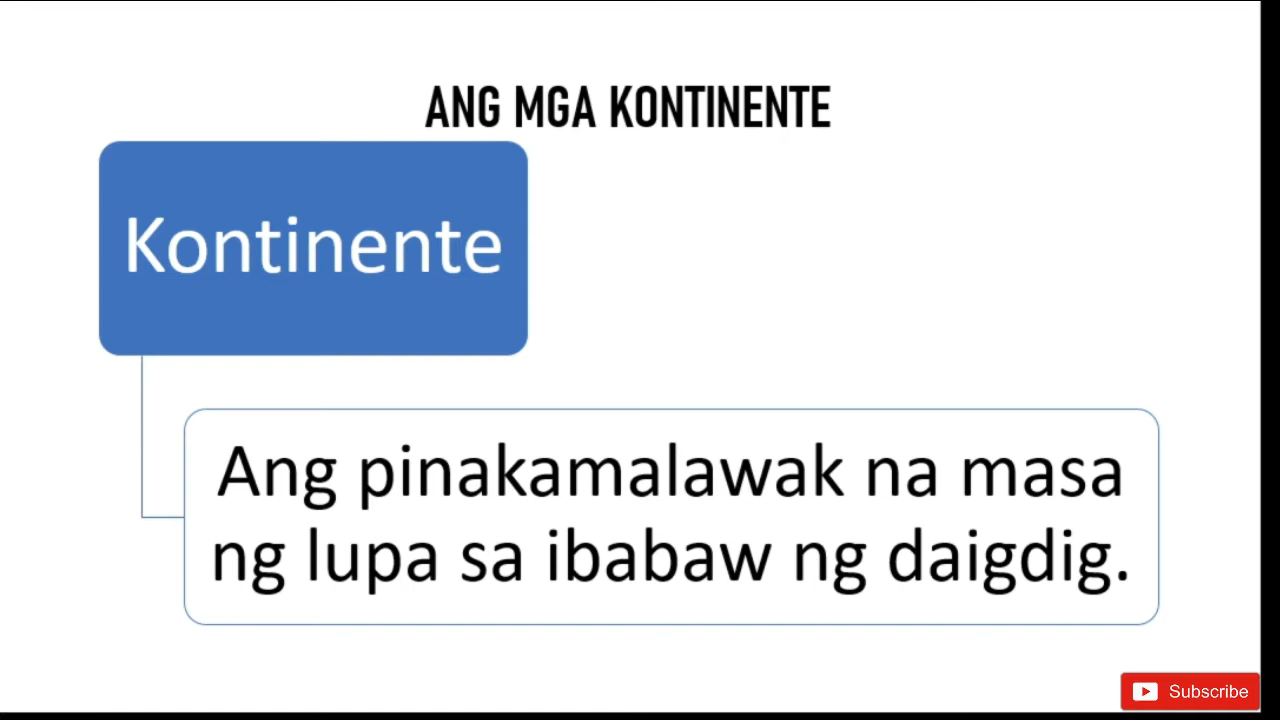 ANG MGA KONTINENTE
Kontinente
Ang pinakamalawak na masa
ng lupa sa ibabaw ng daigdig.
Subscribe